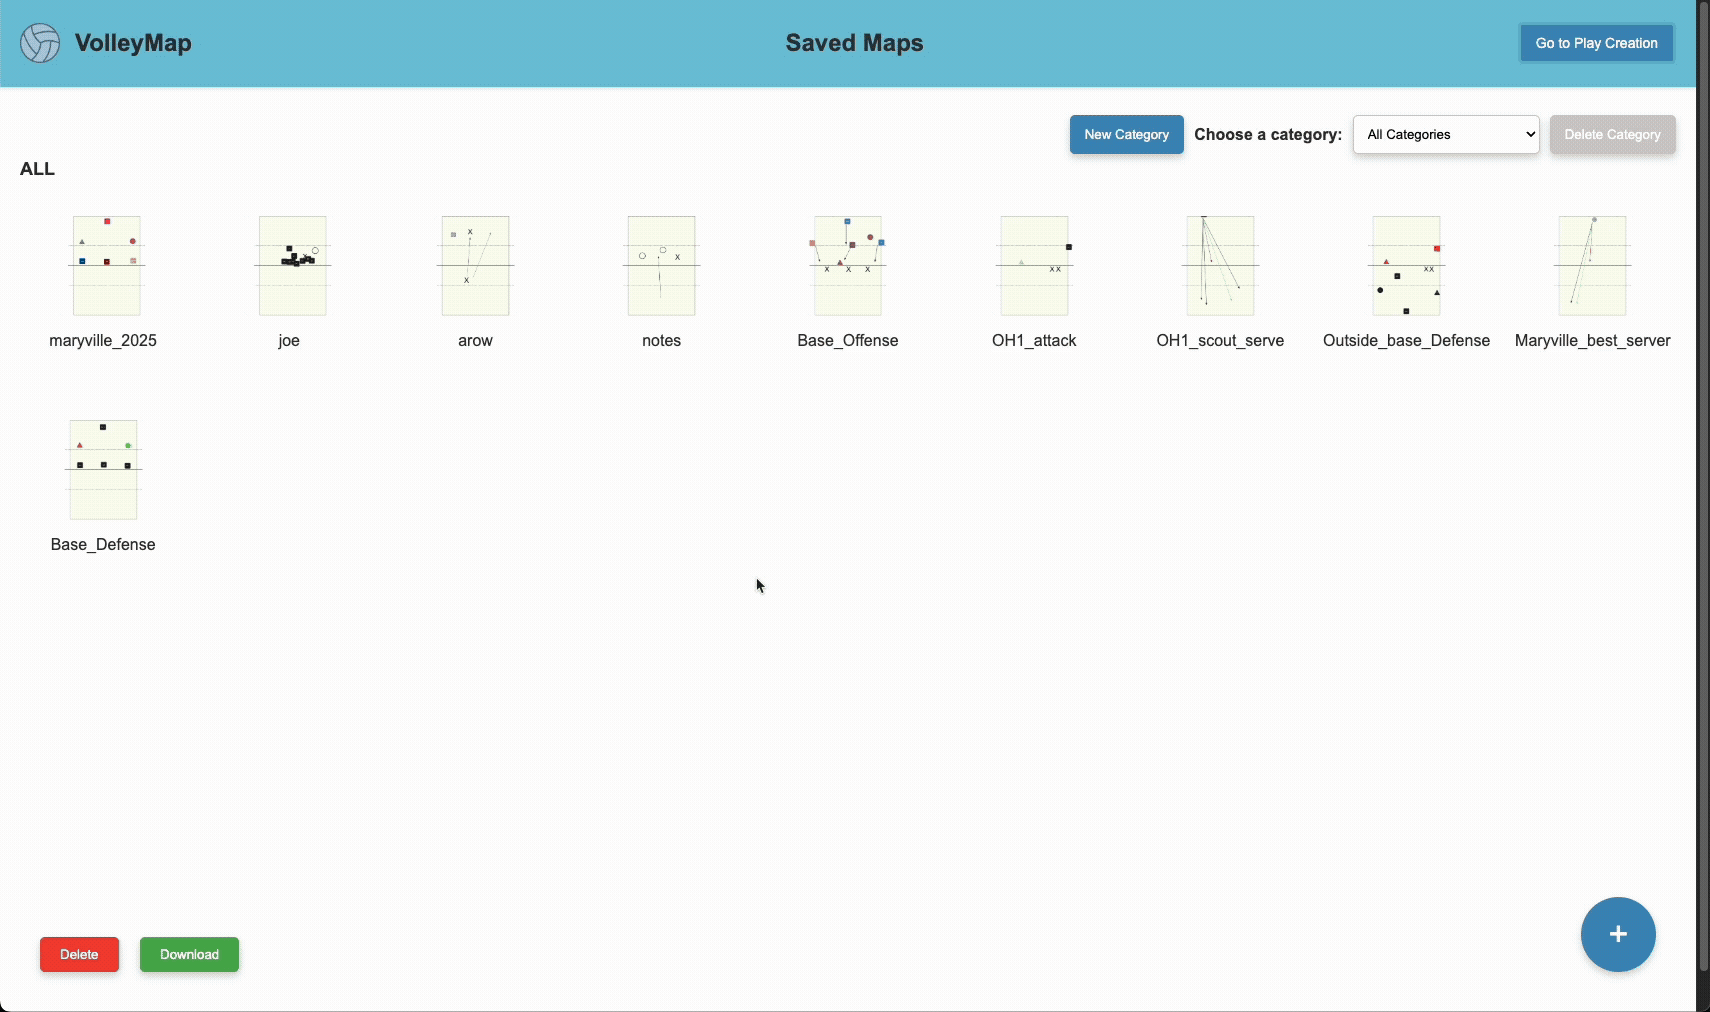 VolleyMap
Saved Maps
Go to Play Creation
New Category
Choose a category:
All Categories
Delete Category
ALL
maryville_2025
joe
arow
notes
Base_Offense
OH1_attack
OH1_scout_serve
Outside_base_Defense
Maryville_best_server
Base_Defense
Delete
Download
+